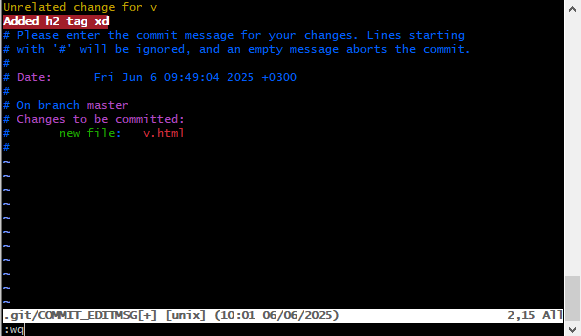 Unrelated change for v
Added h2 tag xd
# Please enter the commit message for your changes. Lines starting
# with '#' will be ignored, and an empty message aborts the commit.
#
# Date:      Fri Jun 6 09:49:04 2025 +0300
#
# On branch master
# Changes to be committed:
#       new file:   v.html
#
~
~
~
~
~
~
~
~
~
~
~
.git/COMMIT_EDITMSG[+] [unix] (10:01 06/06/2025) 2,15 All
:wq